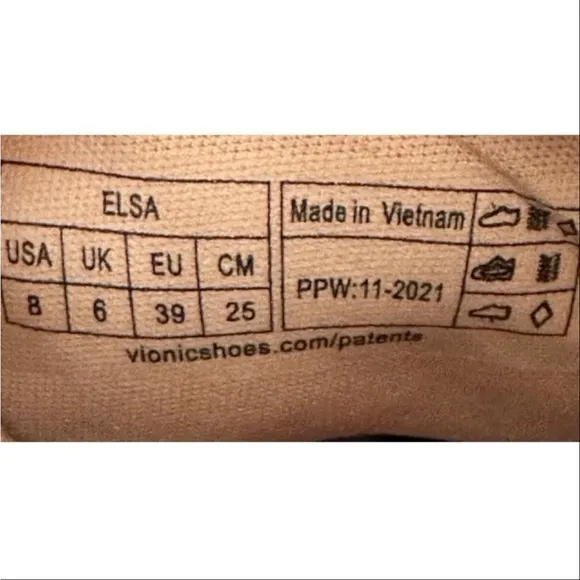 ELSA
USA UK EU CM
8 6 39 25
Made in Vietnam
PPW:11-2021
vionicshoes.com/patents